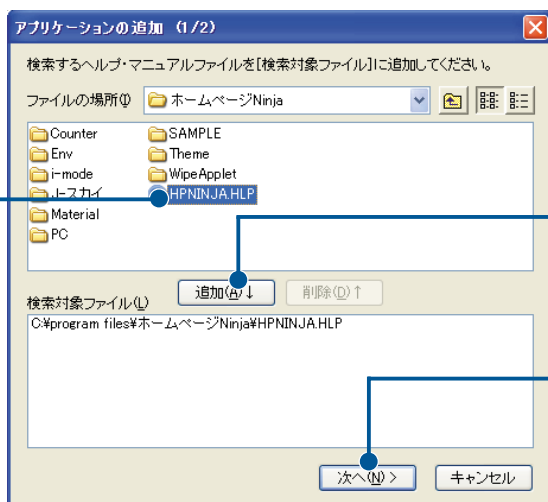 アプリケーションの追加 (1/2)
検索するヘルプ・マニュアルファイルを[検索対象ファイル]に追加してください。
ファイルの場所(I) ホームページNinja
Counter SAMPLE
Env Theme
i-mode WipeApplet
J-スカイ HPNINJA.HLP
Material
PC
追加(A)↓ 削除(D)↑
検索対象ファイル(L)
C:¥program files¥ホームページNinja¥HPNINJA.HLP
次へ(N) > キャンセル